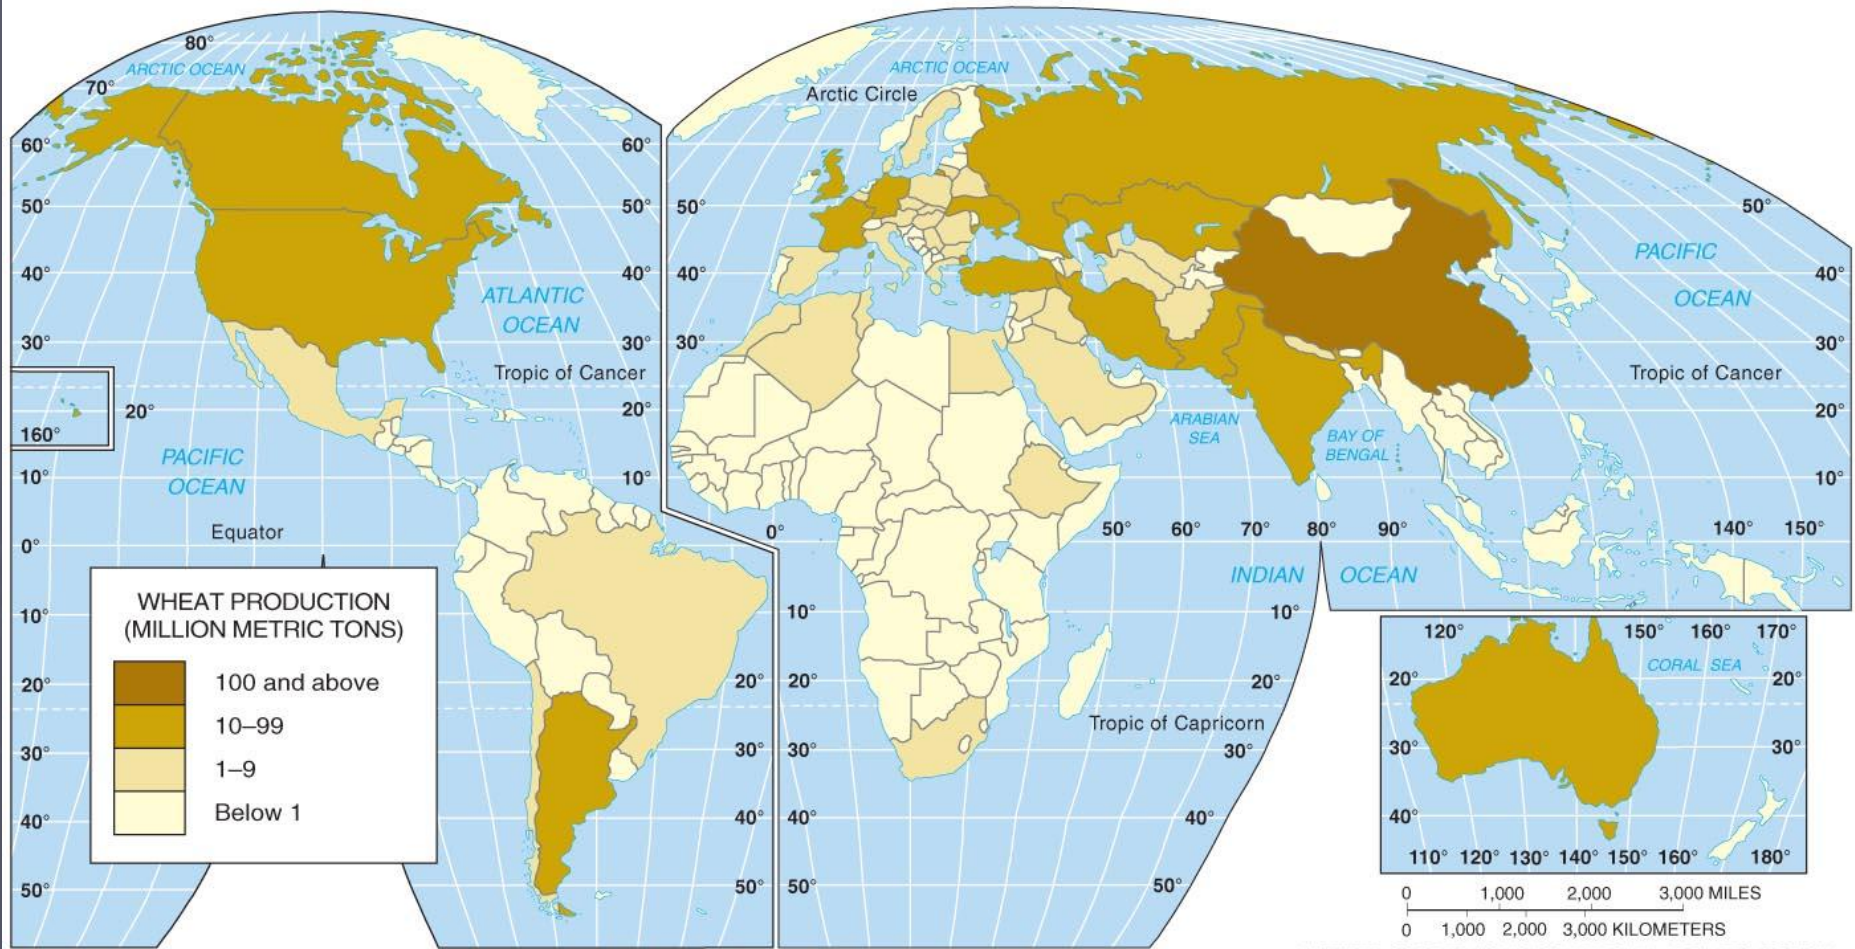 80°
ARCTIC OCEAN
70°
60°
60°
50°
50°
40°
40°
ATLANTIC
OCEAN
30°
30°
Tropic of Cancer
20°
20°
160°
PACIFIC
OCEAN
10°
10°
Equator
0°
10°
20°
20°
30°
30°
40°
40°
50°
50°
WHEAT PRODUCTION
(MILLION METRIC TONS)
100 and above
10–99
1–9
Below 1
ARCTIC OCEAN
Arctic Circle
50°
50°
PACIFIC
OCEAN
40°
40°
30°
30°
Tropic of Cancer
ARABIAN
SEA
BAY OF
BENGAL
20°
10°
0°
50°
60°
70°
80°
90°
140°
150°
INDIAN
OCEAN
10°
10°
20°
20°
Tropic of Capricorn
30°
30°
40°
40°
50°
50°
120°
150°
160°
170°
CORAL SEA
20°
20°
30°
30°
40°
110°
120°
130°
140°
150°
160°
180°
0
1,000
2,000
3,000 MILES
0
1,000
2,000
3,000 KILOMETERS